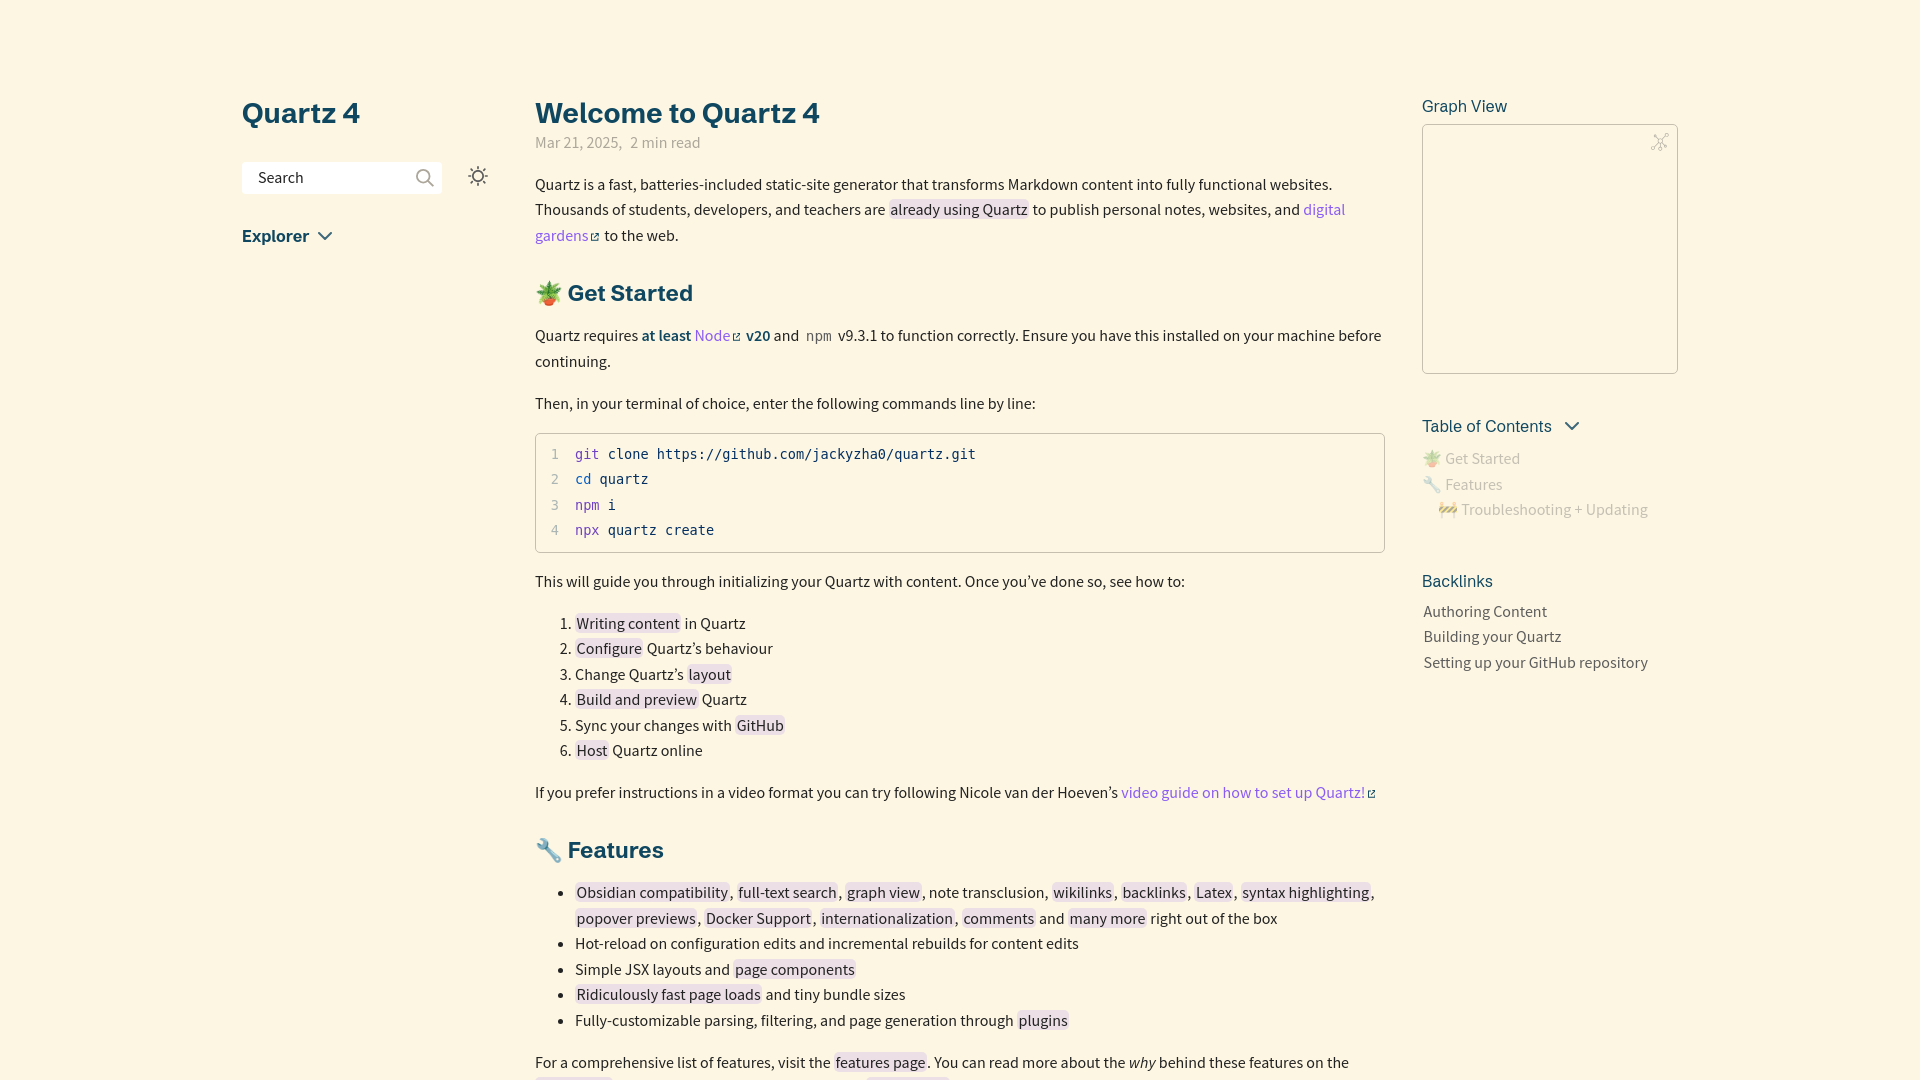 Quartz 4
Search
Explorer
Welcome to Quartz 4
Mar 21, 2025, 2 min read
Quartz is a fast, batteries-included static-site generator that transforms Markdown content into fully functional websites.
Thousands of students, developers, and teachers are already using Quartz to publish personal notes, websites, and digital
gardens to the web.
🪴 Get Started
Quartz requires at least Node v20 and npm v9.3.1 to function correctly. Ensure you have this installed on your machine before
continuing.
Then, in your terminal of choice, enter the following commands line by line:
1 git clone https://github.com/jackyzha0/quartz.git
2 cd quartz
3 npm i
4 npx quartz create
This will guide you through initializing your Quartz with content. Once you’ve done so, see how to:
1. Writing content in Quartz
2. Configure Quartz’s behaviour
3. Change Quartz’s layout
4. Build and preview Quartz
5. Sync your changes with GitHub
6. Host Quartz online
If you prefer instructions in a video format you can try following Nicole van der Hoeven’s video guide on how to set up Quartz!
🔧 Features
• Obsidian compatibility, full-text search, graph view, note transclusion, wikilinks, backlinks, Latex, syntax highlighting,
popover previews, Docker Support, internationalization, comments and many more right out of the box
• Hot-reload on configuration edits and incremental rebuilds for content edits
• Simple JSX layouts and page components
• Ridiculously fast page loads and tiny bundle sizes
• Fully-customizable parsing, filtering, and page generation through plugins
For a comprehensive list of features, visit the features page. You can read more about the why behind these features on the
Graph View
Table of Contents
🪴 Get Started
🔧 Features
🚧 Troubleshooting + Updating
Backlinks
Authoring Content
Building your Quartz
Setting up your GitHub repository